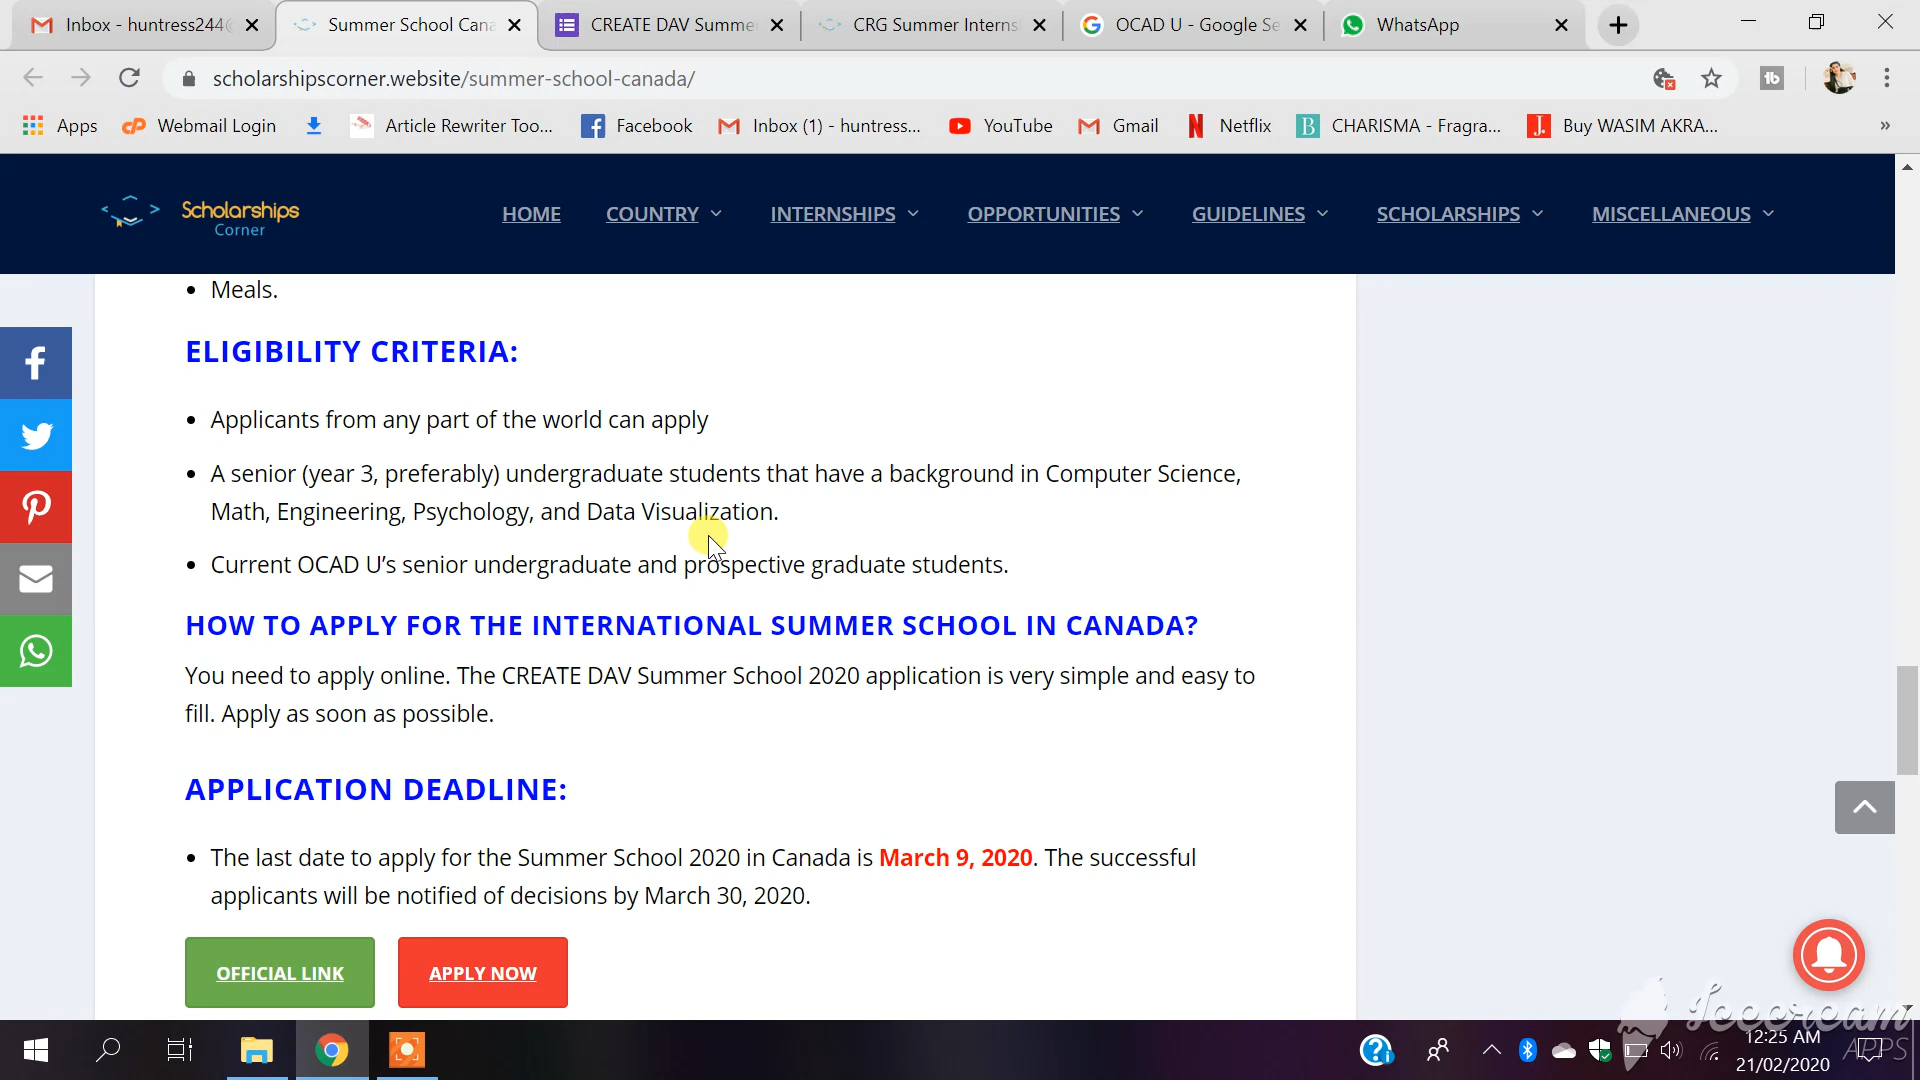 Inbox - huntress244
Summer School Cana
CREATE DAV Summe
CRG Summer Interns
OCAD U - Google Se
WhatsApp
scholarshipscorner.website/summer-school-canada/
Apps
Webmail Login
Article Rewriter Too...
Facebook
Inbox (1) - huntress...
YouTube
Gmail
Netflix
CHARISMA - Fragra...
Buy WASIM AKRA...
»
Scholarships
Corner
HOME
COUNTRY
INTERNSHIPS
OPPORTUNITIES
GUIDELINES
SCHOLARSHIPS
MISCELLANEOUS
• Meals.
ELIGIBILITY CRITERIA:
• Applicants from any part of the world can apply
• A senior (year 3, preferably) undergraduate students that have a background in Computer Science,
Math, Engineering, Psychology, and Data Visualization.
• Current OCAD U's senior undergraduate and prospective graduate students.
HOW TO APPLY FOR THE INTERNATIONAL SUMMER SCHOOL IN CANADA?
You need to apply online. The CREATE DAV Summer School 2020 application is very simple and easy to
fill. Apply as soon as possible.
APPLICATION DEADLINE:
• The last date to apply for the Summer School 2020 in Canada is March 9, 2020. The successful
applicants will be notified of decisions by March 30, 2020.
OFFICIAL LINK
APPLY NOW
Icecream
APPS
12:25 AM
21/02/2020